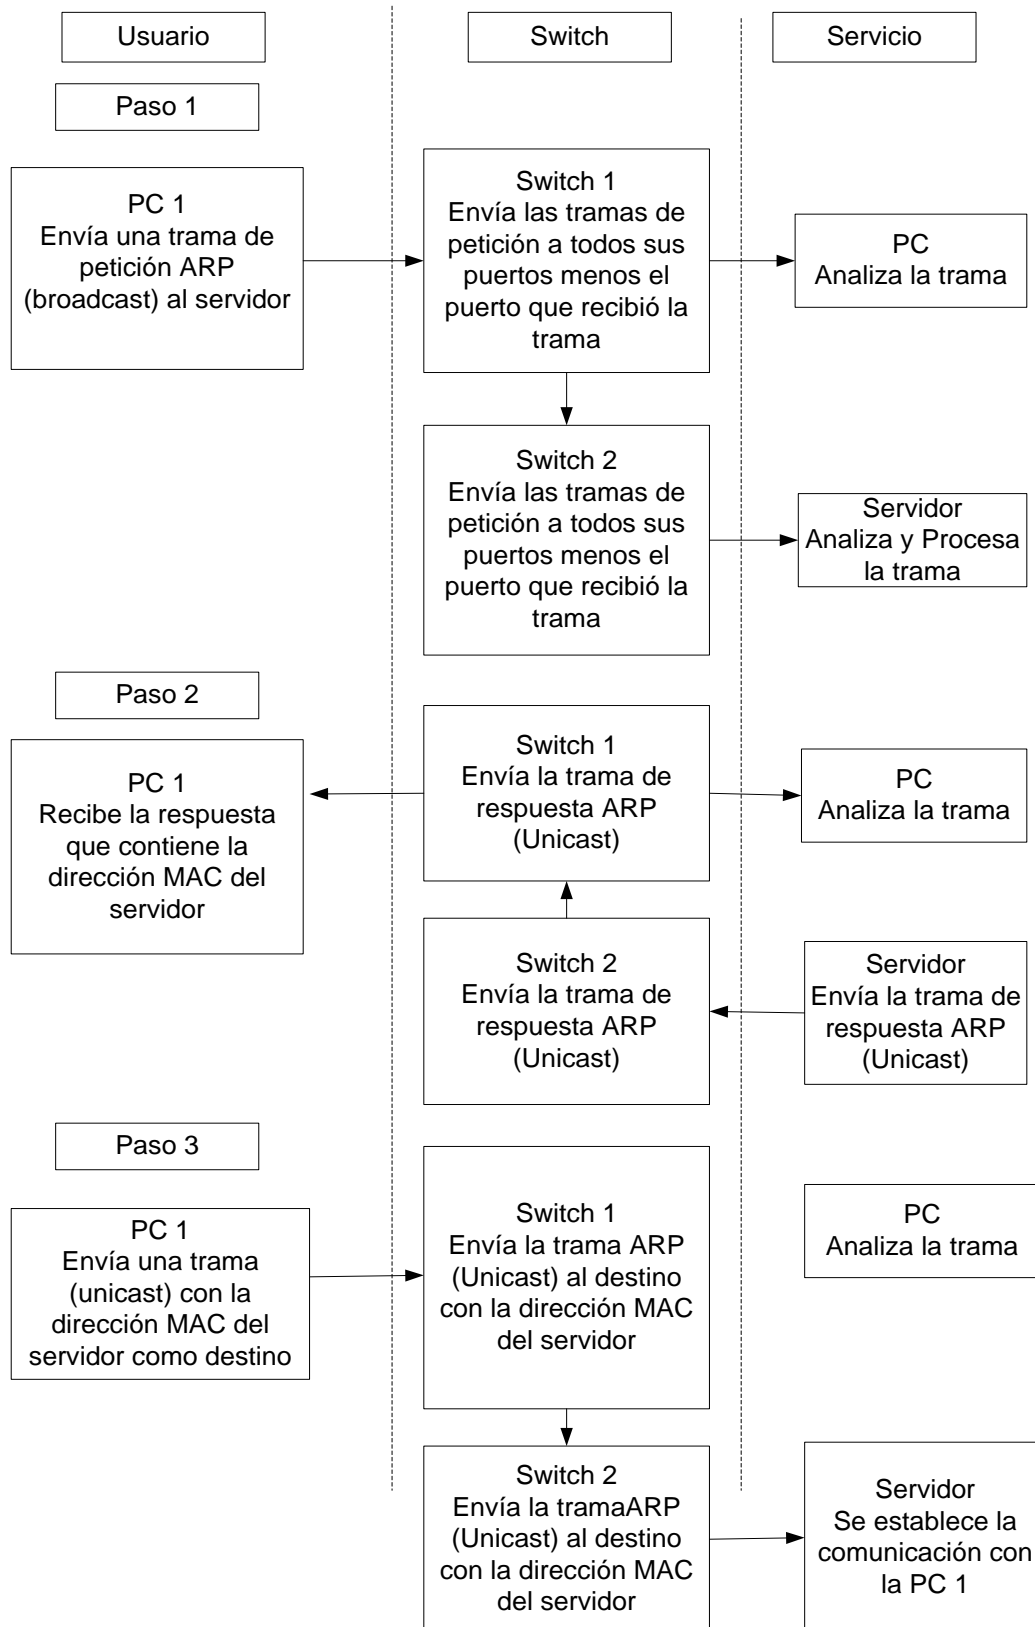 Usuario
Switch
Servicio
Paso 1
PC 1
Envía una trama de
petición ARP
(broadcast) al servidor
Switch 1
Envía las tramas de
petición a todos sus
puertos menos el
puerto que recibió la
trama
PC
Analiza la trama
Switch 2
Envía las tramas de
petición a todos sus
puertos menos el
puerto que recibió la
trama
Servidor
Analiza y Procesa
la trama
Paso 2
PC 1
Recibe la respuesta
que contiene la
dirección MAC del
servidor
Switch 1
Envía la trama de
respuesta ARP
(Unicast)
PC
Analiza la trama
Switch 2
Envía la trama de
respuesta ARP
(Unicast)
Servidor
Envía la trama de
respuesta ARP
(Unicast)
Paso 3
PC 1
Envía una trama
(unicast) con la
dirección MAC del
servidor como destino
Switch 1
Envía la trama ARP
(Unicast) al destino
con la dirección MAC
del servidor
PC
Analiza la trama
Switch 2
Envía la tramaARP
(Unicast) al destino
con la dirección MAC
del servidor
Servidor
Se establece la
comunicación con
la PC 1